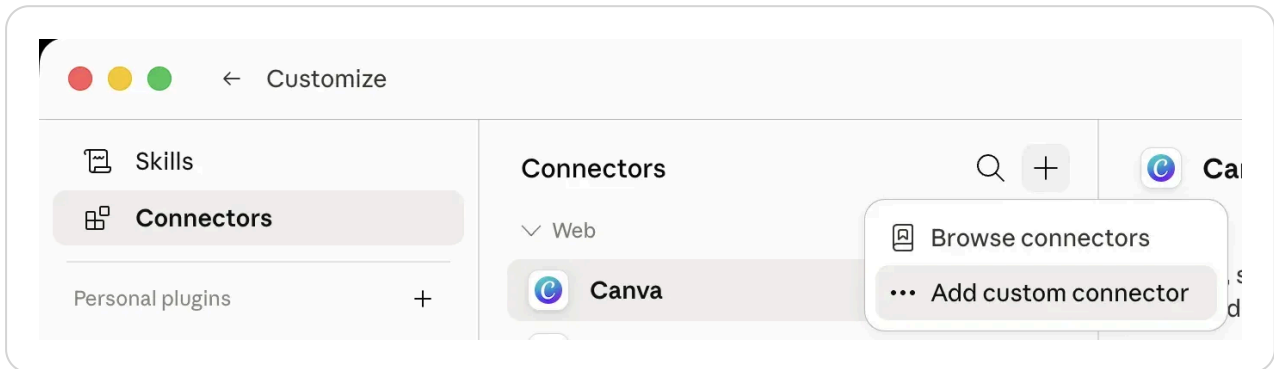 Customize
Skills
Connectors
Personal plugins
Connectors
Web
Canva
Browse connectors
Add custom connector